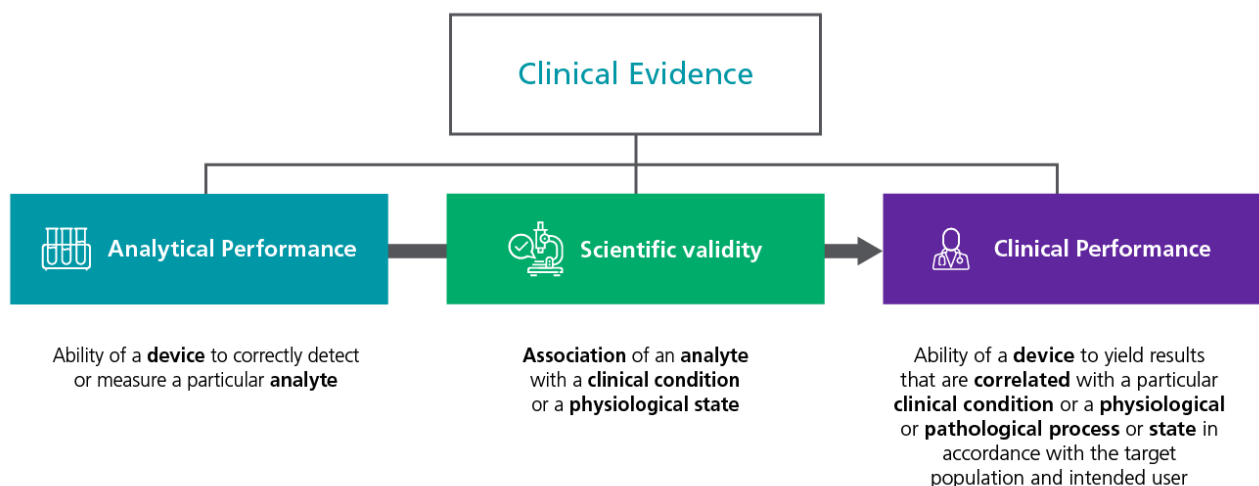 Clinical Evidence
Analytical Performance
Scientific validity
Clinical Performance
Ability of a device to correctly detect
or measure a particular analyte
Association of an analyte
with a clinical condition
or a physiological state
Ability of a device to yield results
that are correlated with a particular
clinical condition or a physiological
or pathological process or state in
accordance with the target
population and intended user